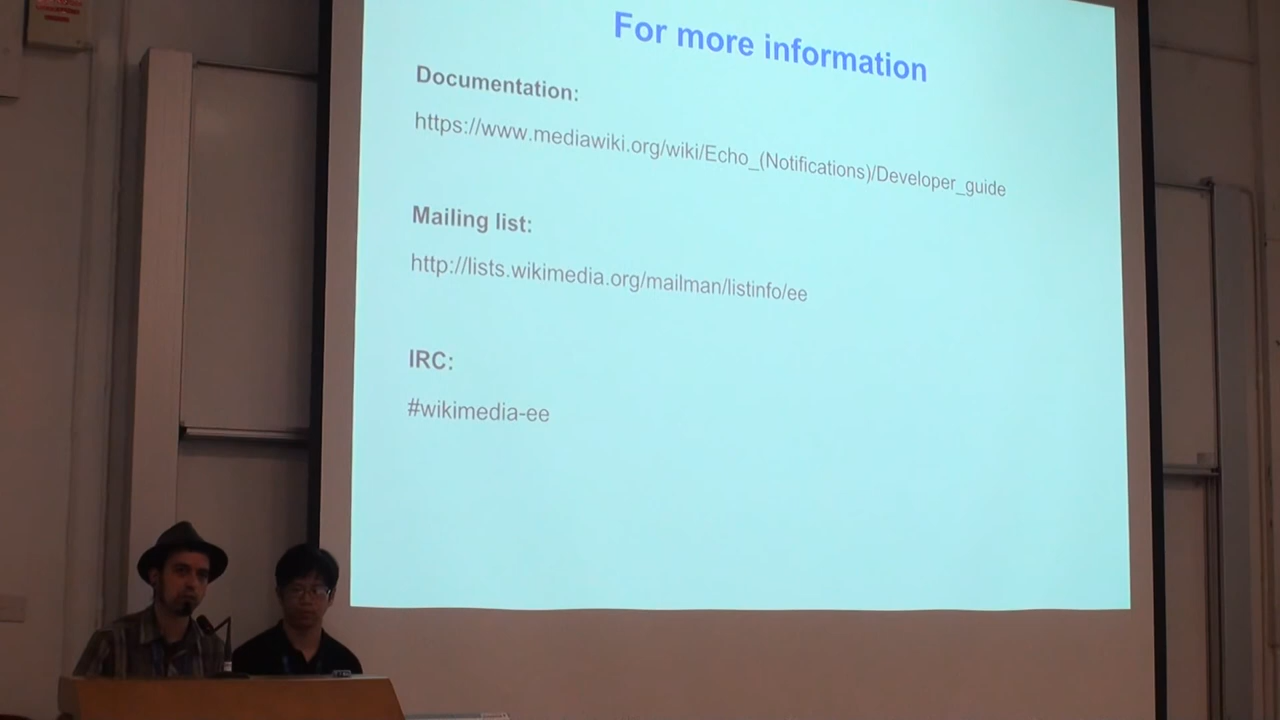 For more information
Documentation:
https://www.mediawiki.org/wiki/Echo_(Notifications)/Developer_guide
Mailing list:
http://lists.wikimedia.org/mailman/listinfo/ee
IRC:
#wikimedia-ee